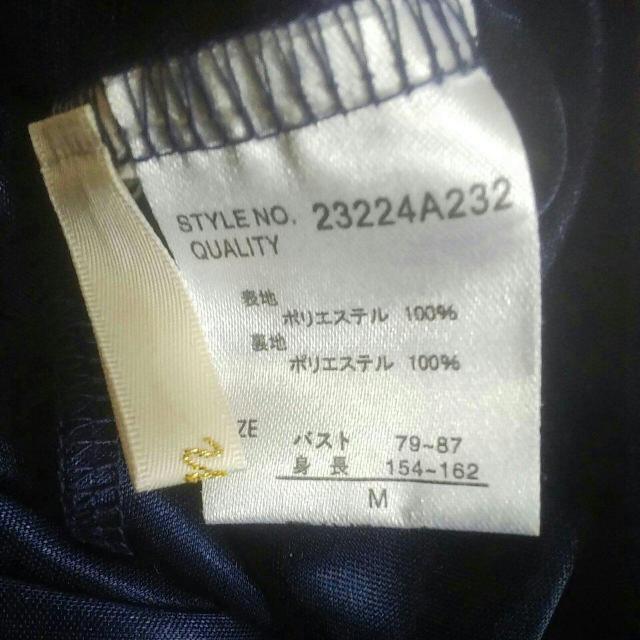 STYLE NO. 23224A232
QUALITY
表地
ポリエステル 100%
裏地
ポリエステル 100%
ZE バスト 79~87
身長 154-162
M